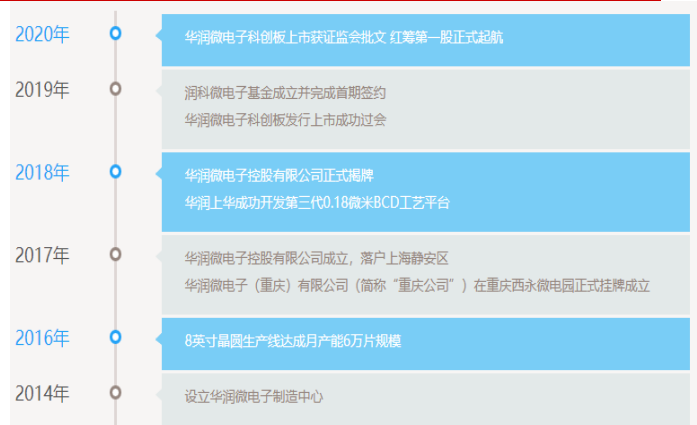 2020年
华润微电子科创板上市获证监会批文 红筹第一股正式起航
2019年
润科微电子基金成立并完成首期签约
华润微电子科创板发行上市成功过会
2018年
华润微电子控股有限公司正式揭牌
华润上华成功开发第三代0.18微米BCD工艺平台
2017年
华润微电子控股有限公司成立，落户上海静安区
华润微电子（重庆）有限公司（简称“重庆公司”）在重庆西永微电园正式挂牌成立
2016年
8英寸晶圆生产线达成月产能6万片规模
2014年
设立华润微电子制造中心